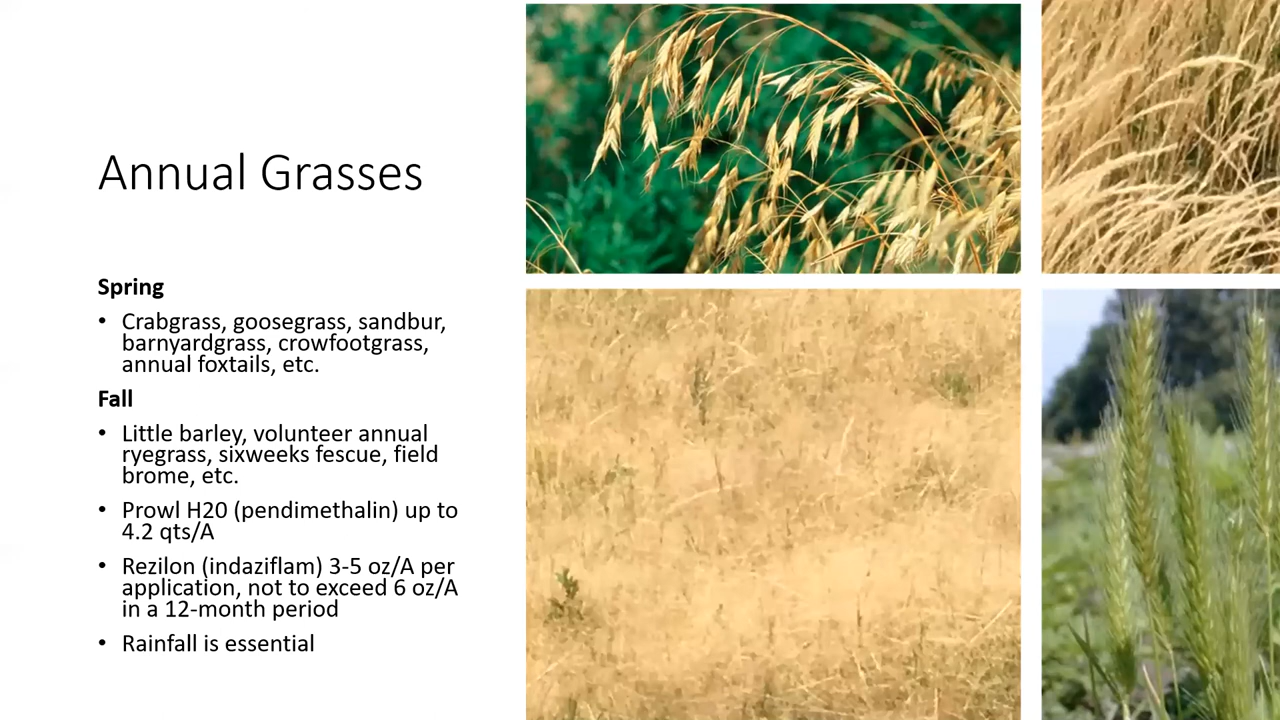 Annual Grasses
Spring
• Crabgrass, goosegrass, sandbur,
barnyardgrass, crowfootgrass,
annual foxtails, etc.
Fall
• Little barley, volunteer annual
ryegrass, sixweeks fescue, field
brome, etc.
• Prowl H20 (pendimethalin) up to
4.2 qts/A
• Rezilon (indaziflam) 3-5 oz/A per
application, not to exceed 6 oz/A
in a 12-month period
• Rainfall is essential